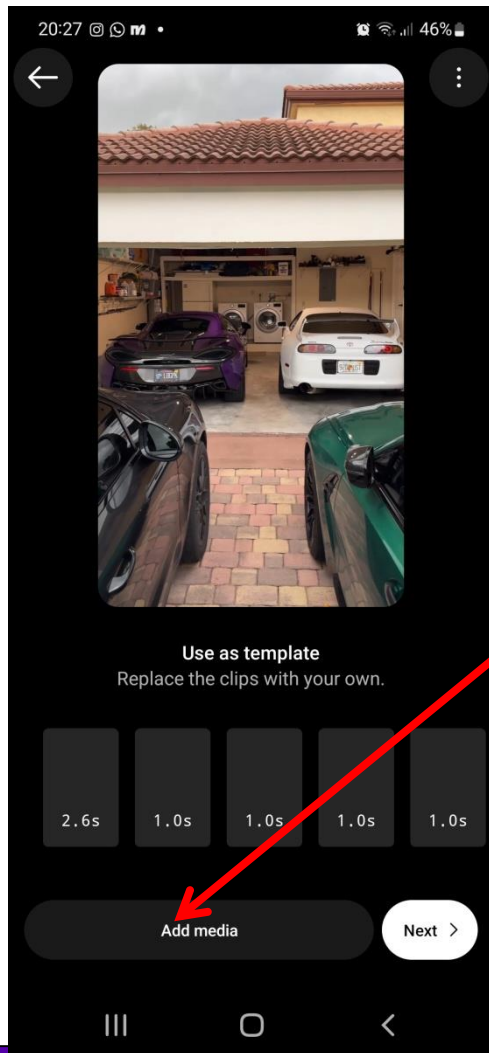 20:27
46%
Use as template
Replace the clips with your own.
2.6s 1.0s 1.0s 1.0s 1.0s
Add media
Next >